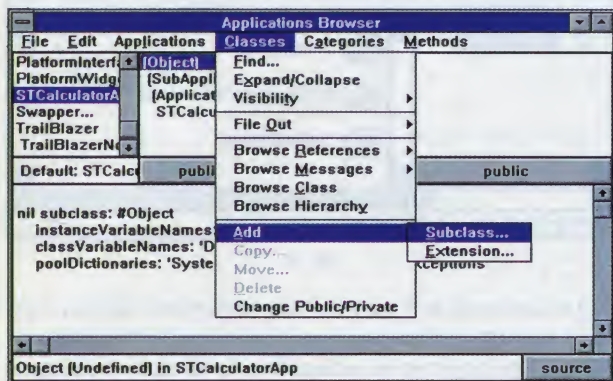 Applications Browser
File Edit Applications Classes Categories Methods
PlatformInterf
PlatformWidg
STCalculatorA
Swapper...
TrailBlazer
TrailBlazerN
(Object)
(SubAppl
(Applicat
STCalcu
Find...
Expand/Collapse
Visibility
File Out
Browse References
Browse Messages
Browse Class
Browse Hierarchy
Add
Copy...
Move...
Delete
Change Public/Private
Subclass...
Extension...
Default: STCalc publi public
nil subclass: #Object
instanceVariableNames:
classVariableNames: 'D
poolDictionaries: 'Syste xceptions
Object (Undefined) in STCalculatorApp source